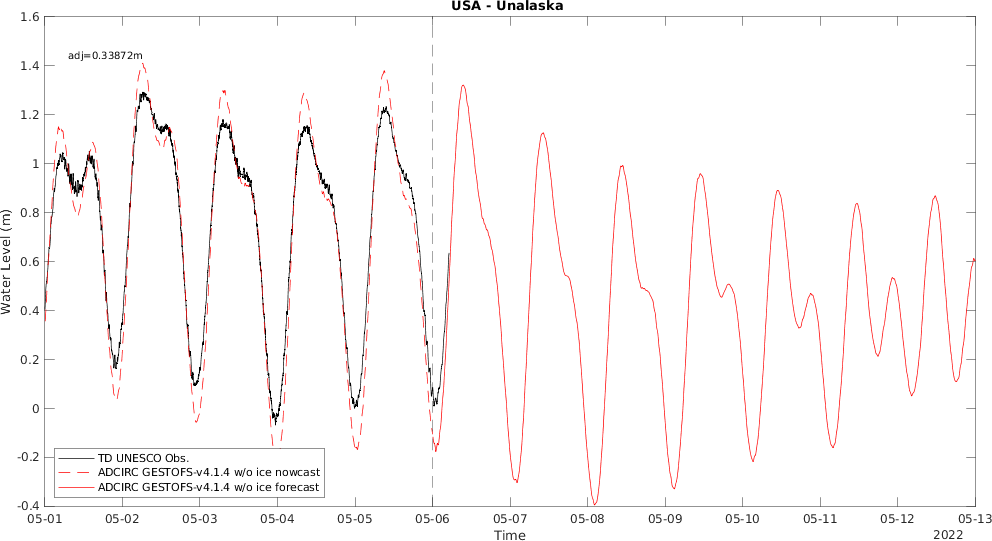 USA - Unalaska
1.6
1.4
1.2
1
0.8
0.6
0.4
0.2
0
-0.2
-0.4
Water Level (m)
adj=0.33872m
TD UNESCO Obs.
ADCIRC GESTOFS-v4.1.4 w/o ice nowcast
ADCIRC GESTOFS-v4.1.4 w/o ice forecast
05-01 05-02 05-03 05-04 05-05 05-06 05-07 05-08 05-09 05-10 05-11 05-12 05-13
Time
2022